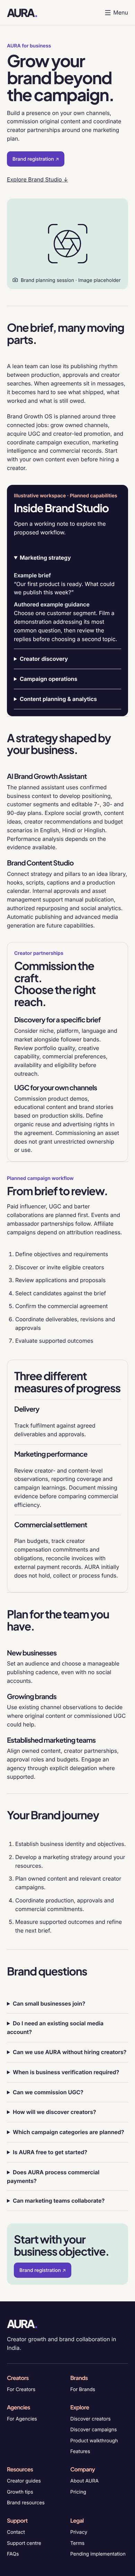 AURA.
Menu
AURA for business
Grow your
brand beyond
the campaign.
Build a presence on your own channels,
commission original content and coordinate
creator partnerships around one marketing
plan.
Brand registration ↗
Explore Brand Studio ↓
Brand planning session · Image placeholder
One brief, many moving
parts.
A lean team can lose its publishing rhythm
between production, approvals and creator
searches. When agreements sit in messages,
it becomes hard to see what shipped, what
worked and what is still owed.
Brand Growth OS is planned around three
connected jobs: grow owned channels,
acquire UGC and creator-led promotion, and
connect campaign execution, marketing
intelligence and commercial records. Start
with your own content even before hiring a
creator.
Illustrative workspace · Planned capabilities
Inside Brand Studio
Open a working note to explore the
proposed workflow.
▼ Marketing strategy
Example brief
"Our first product is ready. What could
we publish this week?"
Authored example guidance
Choose one customer segment. Film a
demonstration addressing its most
common question, then review the
replies before choosing a second topic.
▶ Creator discovery
▶ Campaign operations
▶ Content planning & analytics
A strategy shaped by
your business.
AI Brand Growth Assistant
The planned assistant uses confirmed
business context to develop positioning,
customer segments and edited 7-, 30- and
90-day plans. Explore social growth, content
ideas, creator recommendations and budget
scenarios in English, Hindi or Hinglish.
Performance analysis depends on the
evidence available.
Brand Content Studio
Connect strategy pillars to an idea library,
hooks, scripts, captions and a production
calendar. Internal approvals and asset
management support manual publication,
followed by reviewed social analytics.
Automatic publishing and unrestricted media
generation are future capabilities.
Creator partnerships
Commission the
craft.
Choose the right
reach.
Discovery for a specific brief
Consider niche, platform, language and
market alongside follower bands.
Review portfolio quality, creative
capability, commercial preferences,
availability and eligibility before
outreach.
UGC for your own channels
Commission product demos,
educational content and brand stories
based on production skills. Define
organic reuse and advertising rights in
the agreement. Commissioning an asset
does not grant unrestricted ownership
or use.
Planned campaign workflow
From brief to review.
Paid influencer, UGC and barter
collaborations are planned first. Events and
ambassador partnerships follow. Affiliate
campaigns depend on attribution readiness.
1. Define objectives and requirements
2. Discover or invite eligible creators
3. Review applications and proposals
4. Select candidates against the brief
5. Confirm the commercial agreement
6. Coordinate deliverables, revisions and
approvals
7. Evaluate supported outcomes
Three different
measures of progress
Delivery
Track fulfilment against agreed
deliverables and approvals.
Marketing performance
Review creator- and content-level
observations, reporting coverage and
campaign learnings. Document missing
evidence before comparing commercial
efficiency.
Commercial settlement
Plan budgets, track creator
compensation commitments and
obligations, reconcile invoices with
external payment records. AURA initially
does not hold, collect or process funds.
Plan for the team you
have.
New businesses
Set an audience and choose a manageable
publishing cadence, even with no social
accounts.
Growing brands
Use existing channel observations to decide
where original content or commissioned UGC
could help.
Established marketing teams
Align owned content, creator partnerships,
approval roles and budgets. Enterprise and
agency workflows through explicit delegation where
supported.
Your Brand journey
1. Establish business identity and objectives.
2. Develop a marketing strategy around your
resources.
3. Plan owned content and relevant creator
campaigns.
4. Coordinate production, approvals and
commercial commitments.
5. Measure supported outcomes and refine
the next brief.
Brand questions
▶ Can small businesses join?
▶ Do I need an existing social media
account?
▶ Can we use AURA without hiring creators?
▶ When is business verification required?
▶ Can we commission UGC?
▶ How will we discover creators?
▶ Which campaign categories are planned?
▶ Is AURA free to get started?
▶ Does AURA process commercial
payments?
▶ Can marketing teams collaborate?
Start with your
business objective.
Brand registration ↗
AURA.
Creator growth and brand collaboration in
India.
Creators
For Creators
Brands
For Brands
Agencies
For Agencies
Explore
Discover creators
Discover campaigns
Product walkthrough
Features
Resources
Creator guides
Growth tips
Brand resources
Company
About AURA
Pricing
Support
Contact
Support centre
FAQs
Legal
Privacy
Terms
Pending implementation